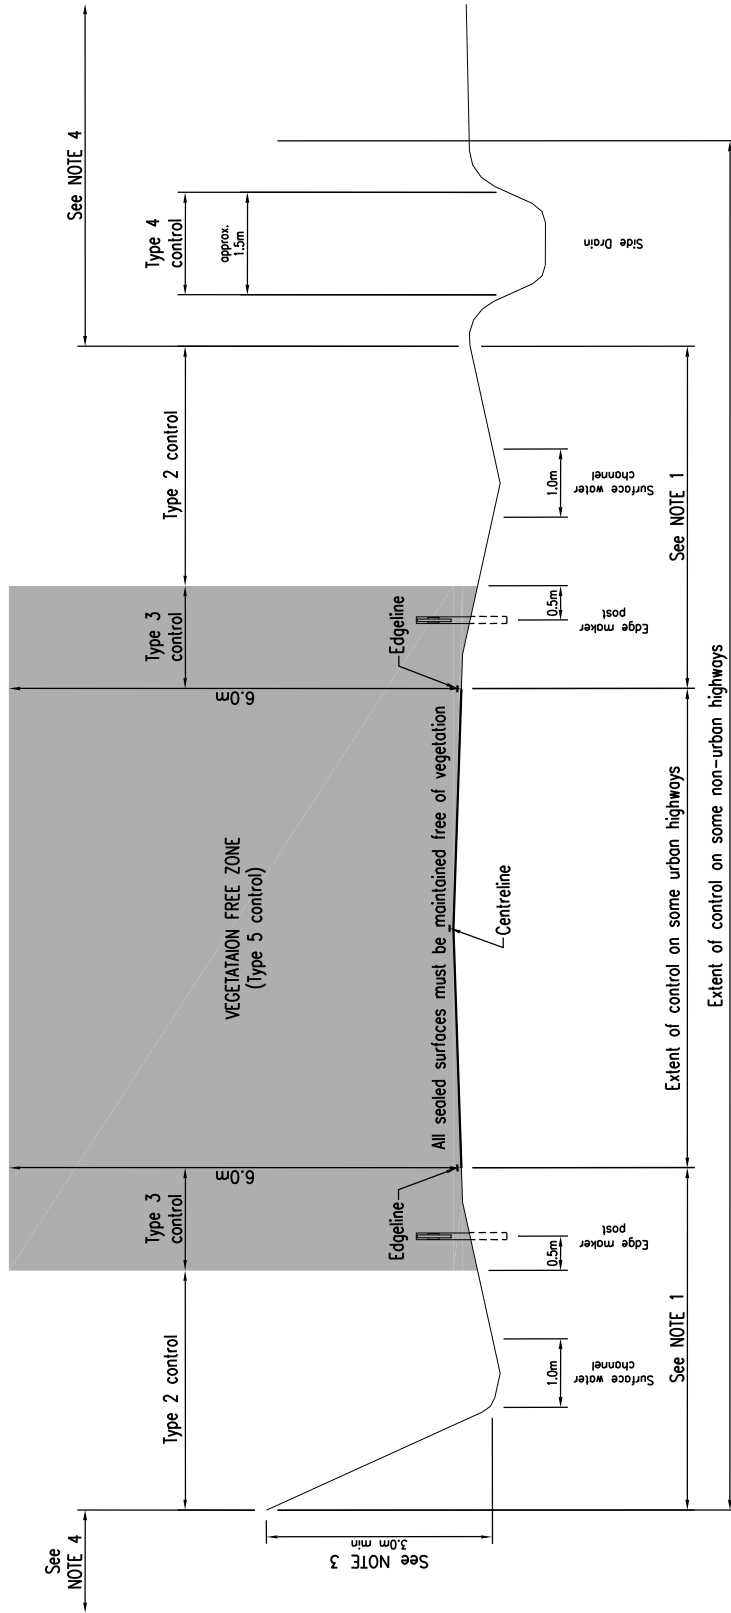 See
NOTE 4
See NOTE 4
Type 2 control
Type 3
control
Type 3
control
Type 2 control
Type 4
control
approx.
1.5m
6.0m
6.0m
VEGETATAION FREE ZONE
(Type 5 control)
All sealed surfaces must be maintained free of vegetation
Edgeline
Edgeline
Centreline
See NOTE 3
3.0m min
1.0m
Surface water
channel
0.5m
Edge maker
post
0.5m
Edge maker
post
1.0m
Surface water
channel
Side Drain
See NOTE 1
Extent of control on some urban highways
See NOTE 1
Extent of control on some non-urban highways